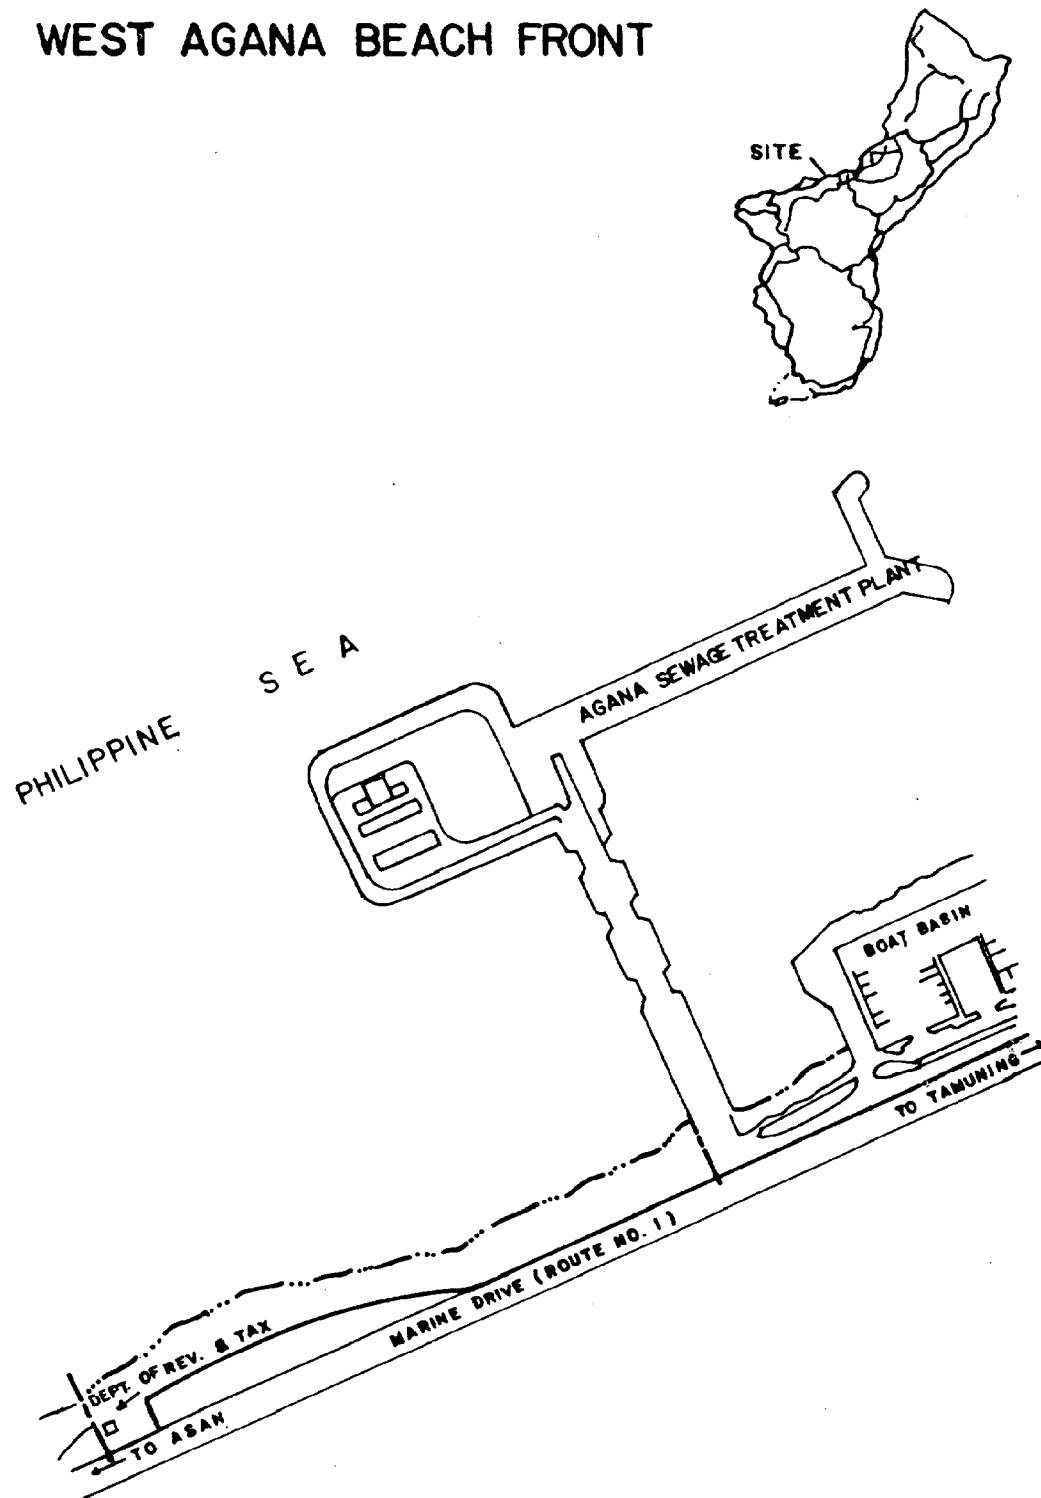 WEST AGANA BEACH FRONT
SITE
AGANA SEWAGE TREATMENT PLANT
PHILIPPINE SEA
BOAT BASIN
TO TAMUNING
MARINE DRIVE (ROUTE NO. 1)
DEPT. OF REV. & TAX
TO ASAN